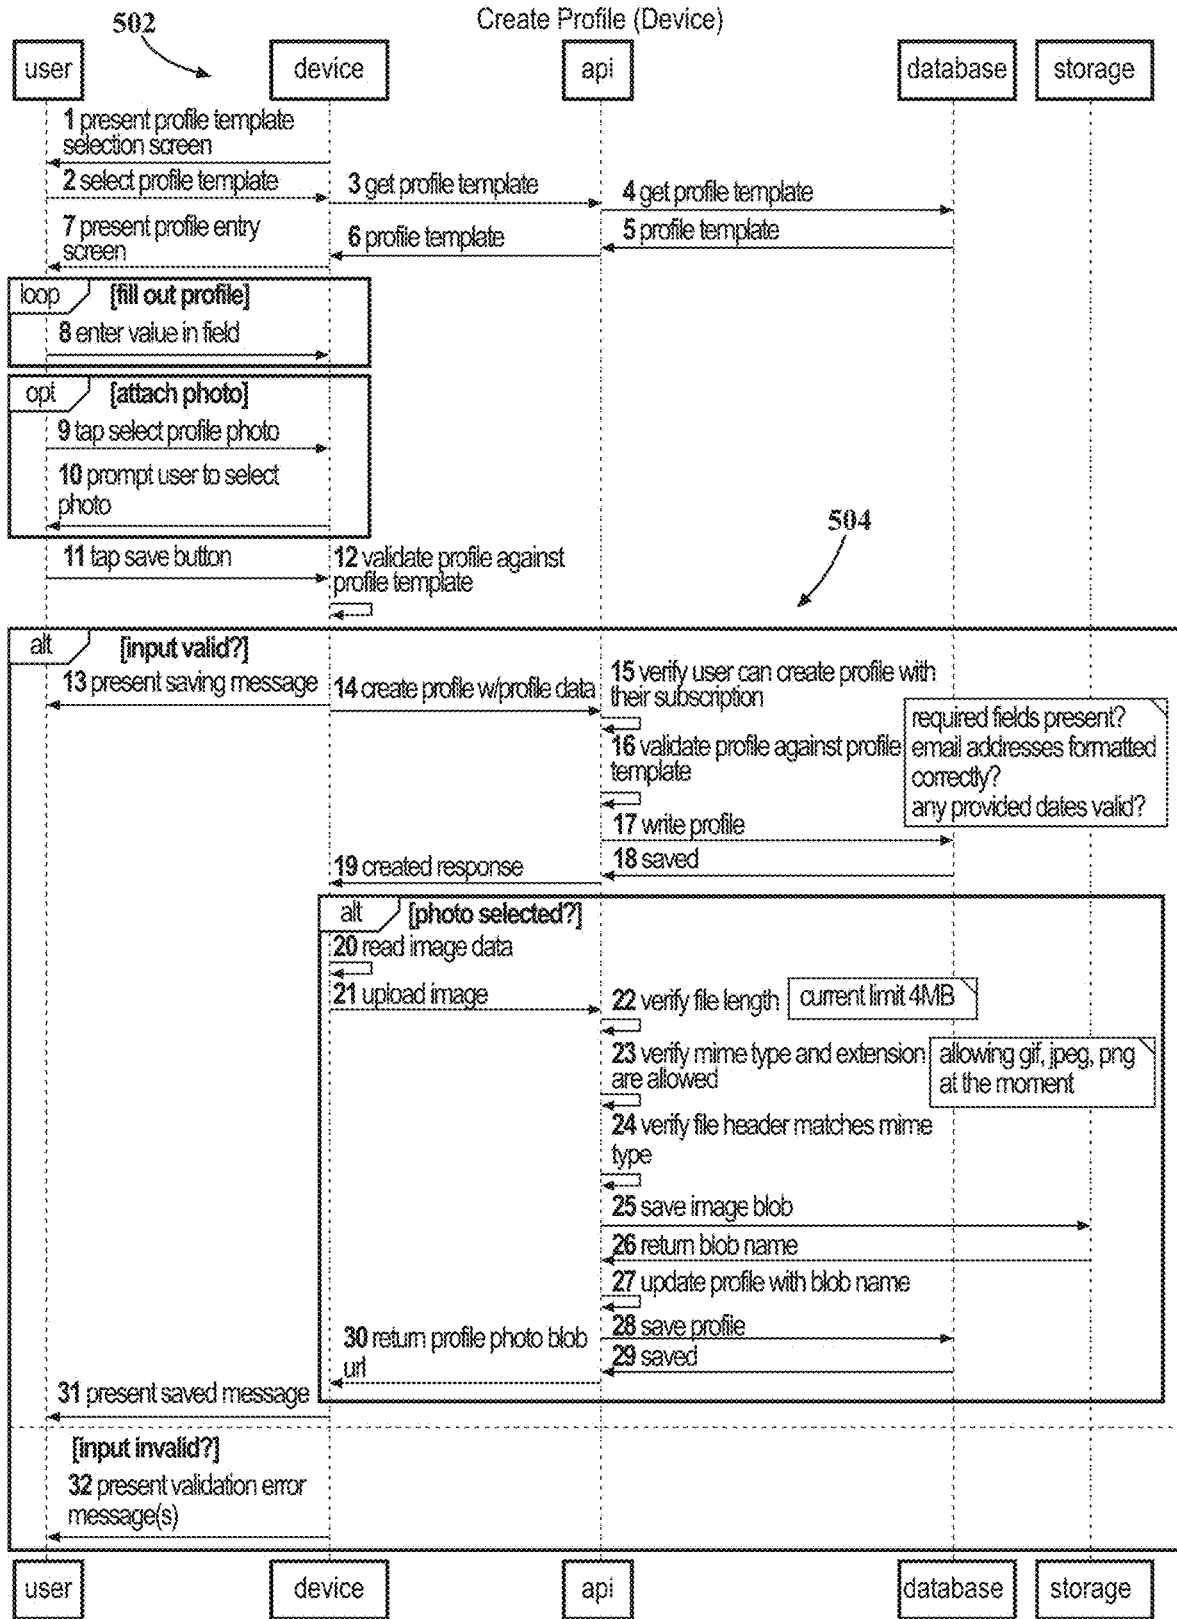 Create Profile (Device)
502
user
device
api
database
storage
1 present profile template
selection screen
2 select profile template
3 get profile template
4 get profile template
5 profile template
6 profile template
7 present profile entry
screen
loop
[fill out profile]
8 enter value in field
opt
[attach photo]
9 tap select profile photo
10 prompt user to select
photo
504
11 tap save button
12 validate profile against
profile template
alt
[input valid?]
13 present saving message
14 create profile w/profile data
15 verify user can create profile with
their subscription
16 validate profile against profile
template
required fields present?
email addresses formatted
correctly?
any provided dates valid?
17 write profile
18 saved
19 created response
alt
[photo selected?]
20 read image data
21 upload image
22 verify file length
current limit 4MB
23 verify mime type and extension
are allowed
allowing gif, jpeg, png
at the moment
24 verify file header matches mime
type
25 save image blob
26 return blob name
27 update profile with blob name
28 save profile
29 saved
30 return profile photo blob
url
31 present saved message
[input invalid?]
32 present validation error
message(s)
user
device
api
database
storage